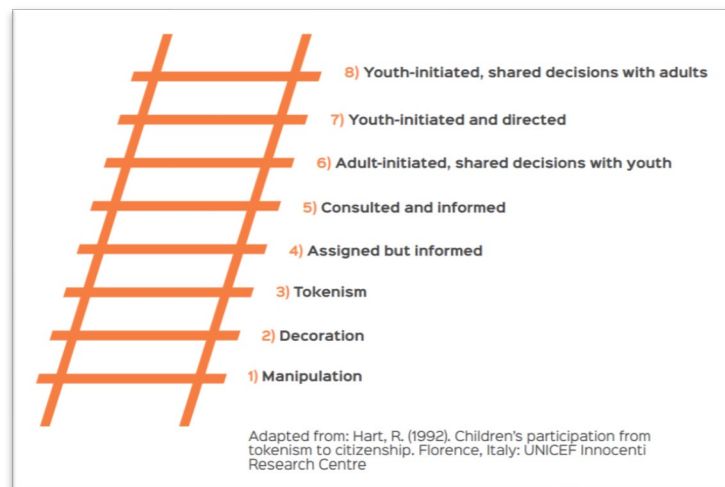 8) Youth-initiated, shared decisions with adults
7) Youth-initiated and directed
6) Adult-initiated, shared decisions with youth
5) Consulted and informed
4) Assigned but informed
3) Tokenism
2) Decoration
1) Manipulation
Adapted from: Hart, R. (1992). Children's participation from
tokenism to citizenship. Florence, Italy: UNICEF Innocenti
Research Centre